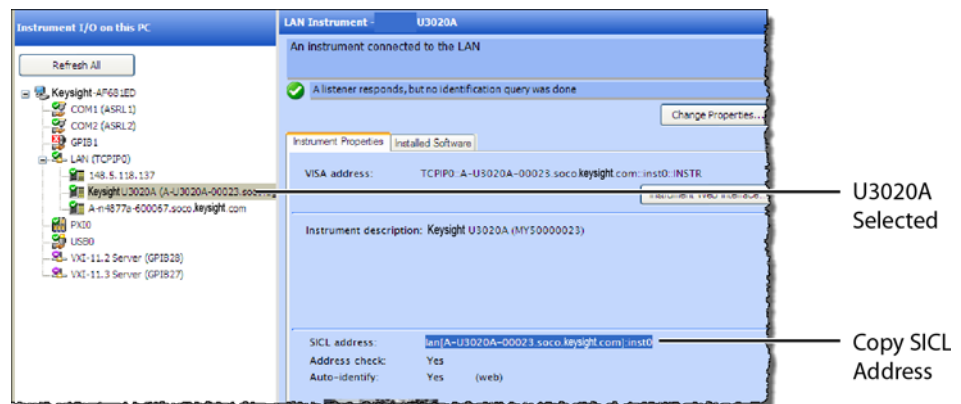 Instrument I/O on this PC
Refresh All
Keysight-AF681ED
COM1 (ASRL1)
COM2 (ASRL2)
GPIB1
LAN (TCPIP0)
148.5.118.137
Keysight U3020A (A-U3020A-00023.soco.
A-n4877a-600067.soco.keysight.com
PXI0
USB0
VXI-11.2 Server (GPIB28)
VXI-11.3 Server (GPIB27)
LAN Instrument - U3020A
An instrument connected to the LAN
A listener responds, but no identification query was done
Change Properties...
Instrument Properties Installed Software
VISA address: TCPIP0::A-U3020A-00023.soco.keysight.com::inst0::INSTR
Instrument Web Interface...
Instrument description: Keysight U3020A (MY50000023)
SICL address: lan[A-U3020A-00023.soco.keysight.com]:inst0
Address check: Yes
Auto-identify: Yes (web)
U3020A
Selected
Copy SICL
Address